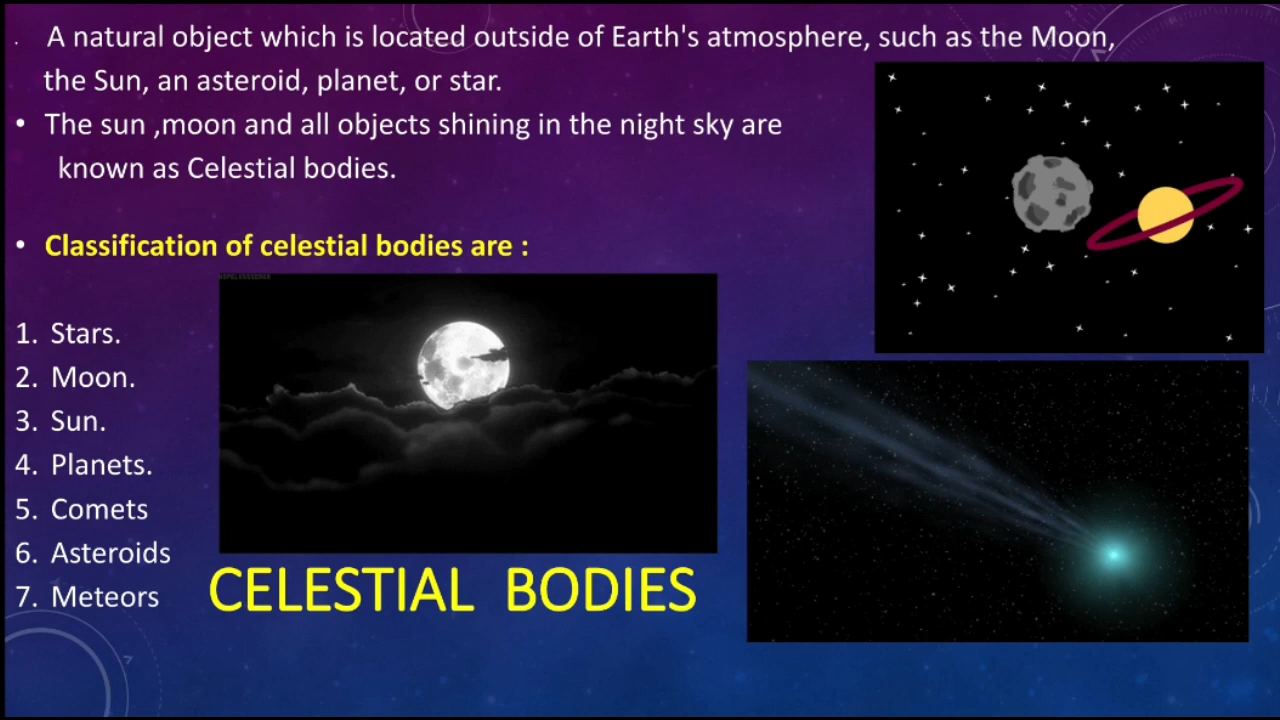 A natural object which is located outside of Earth's atmosphere, such as the Moon,
the Sun, an asteroid, planet, or star.
• The sun ,moon and all objects shining in the night sky are
known as Celestial bodies.
• Classification of celestial bodies are :
1. Stars.
2. Moon.
3. Sun.
4. Planets.
5. Comets
6. Asteroids
7. Meteors
CELESTIAL BODIES